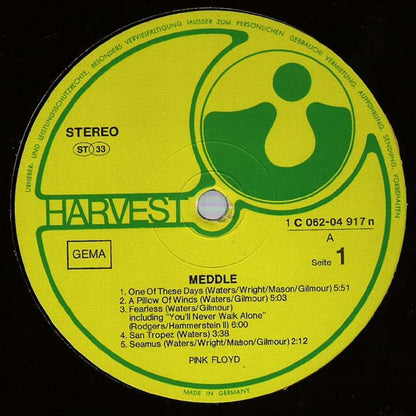 URHEBER- UND LEISTUNGSSCHUTZRECHTE, BESONDERS VERVIELFÄLTIGUNG (AUSSER ZUM PERSÖNLICHEN, EIGENEN GEBRAUCH) VERMIETUNG, AUFFÜHRUNG, SENDUNG, VORBEHALTEN
STEREO
ST 33
HARVEST
1 C 062-04 917 n
A
Seite 1
GEMA
MEDDLE
1. One Of These Days (Waters/Wright/Mason/Gilmour) 5:51
2. A Pillow Of Winds (Waters/Gilmour) 5:03
3. Fearless (Waters/Gilmour)
including "You'll Never Walk Alone"
(Rodgers/Hammerstein II) 6:00
4. San Tropez (Waters) 3:38
5. Seamus (Waters/Wright/Mason/Gilmour) 2:12
PINK FLOYD
MADE IN GERMANY